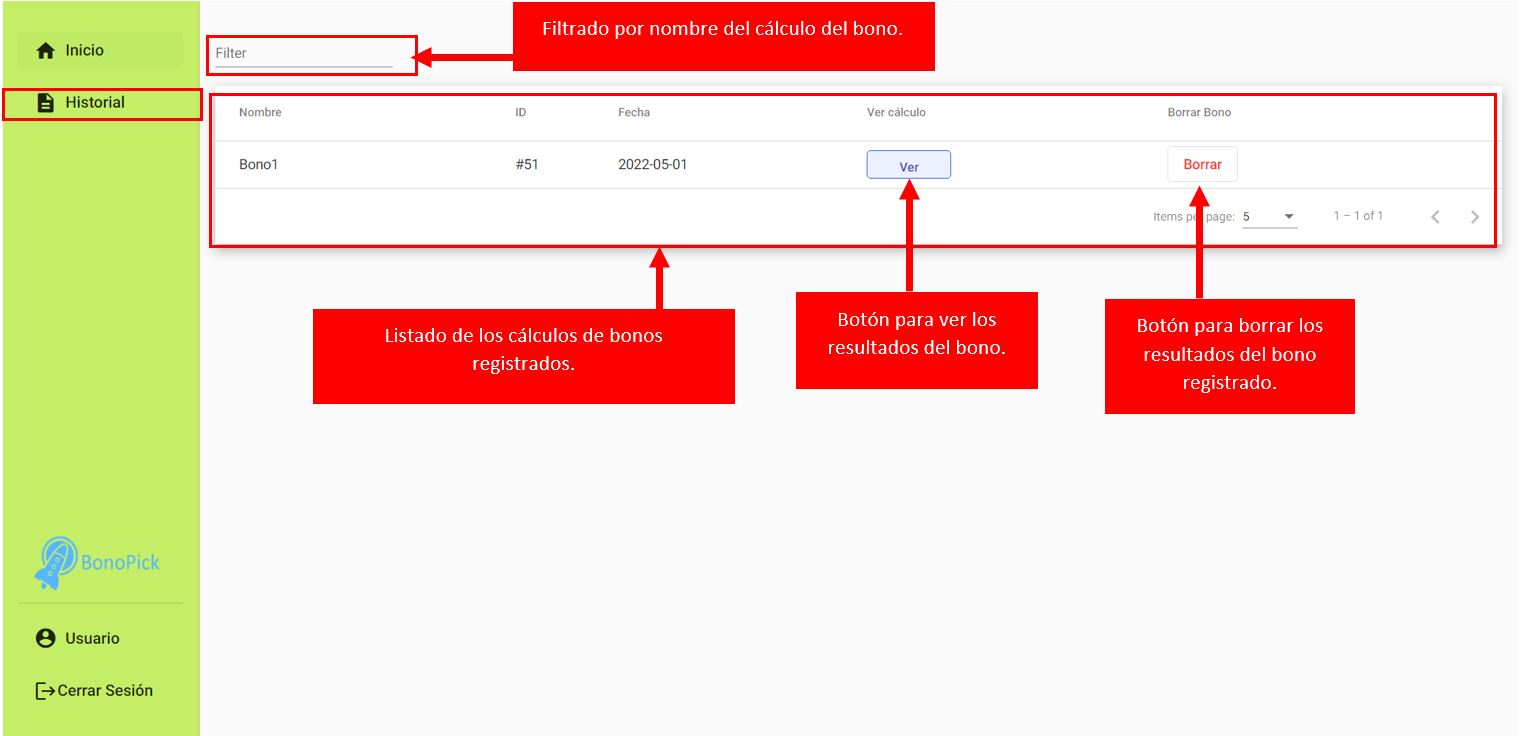 Filtrado por nombre del cálculo del bono.
Inicio
Filter
Historial
Nombre ID Fecha Ver cálculo Borrar Bono
Bono1 #51 2022-05-01 Ver Borrar
Items per page: 5 1 – 1 of 1
Listado de los cálculos de bonos
registrados.
Botón para ver los
resultados del bono.
Botón para borrar los
resultados del bono
registrado.
BonoPick
Usuario
Cerrar Sesión